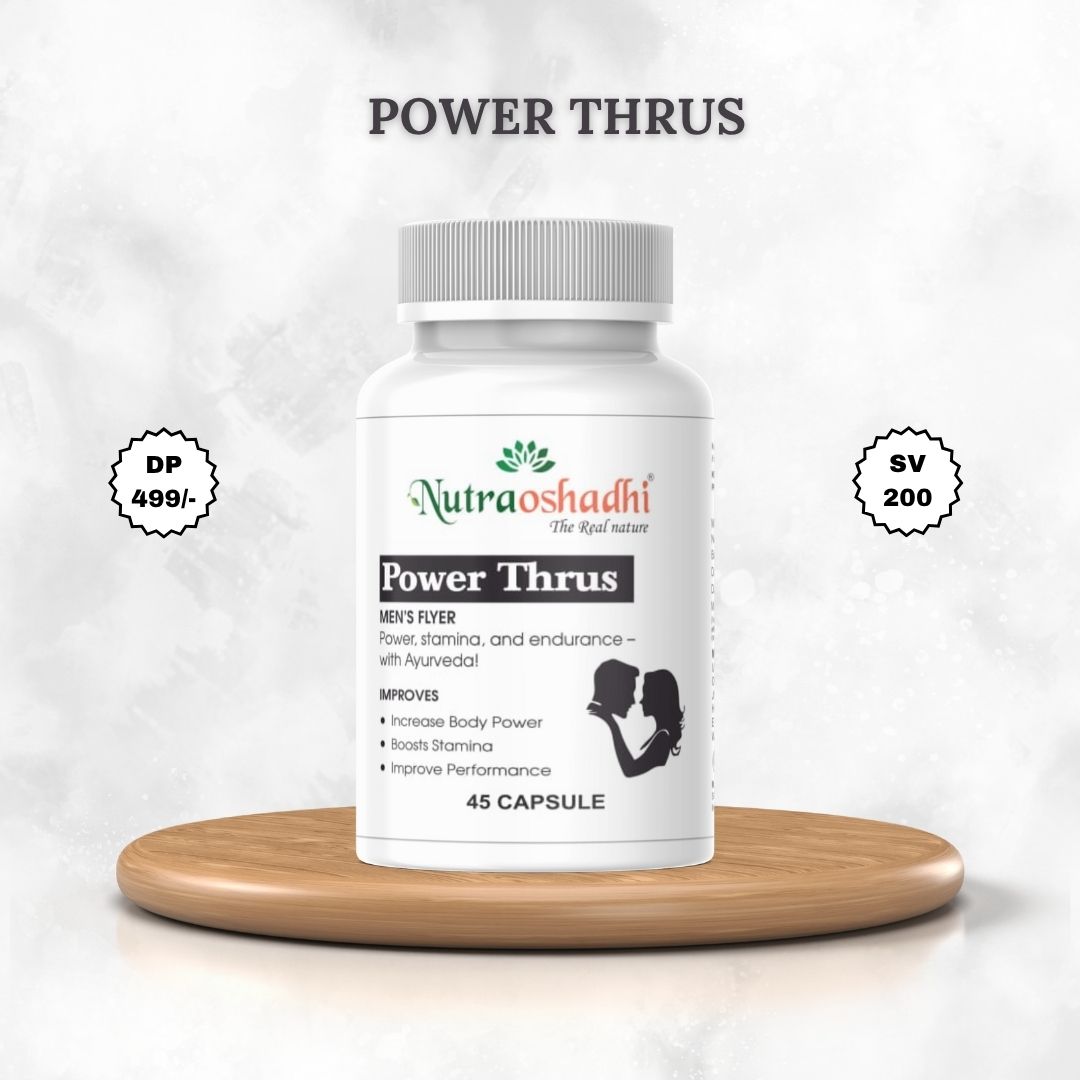 POWER THRUS
DP
499/-
SV
200
Nutraoshadhi®
The Real nature
Power Thrus
MEN'S FLYER
Power, stamina, and endurance –
with Ayurveda!
IMPROVES
• Increase Body Power
• Boosts Stamina
• Improve Performance
45 CAPSULE